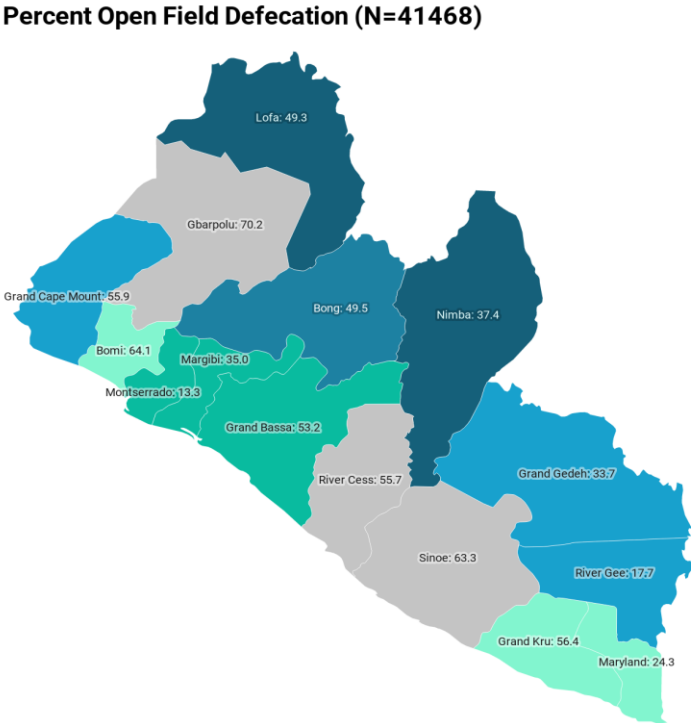 Percent Open Field Defecation (N=41468)
Lofa: 49.3
Gbarpolu: 70.2
Grand Cape Mount: 55.9
Bong: 49.5
Nimba: 37.4
Bomi: 64.1
Margibi: 35.0
Montserrado: 13.3
Grand Bassa: 53.2
Grand Gedeh: 33.7
River Cess: 55.7
Sinoe: 63.3
River Gee: 17.7
Grand Kru: 56.4
Maryland: 24.3